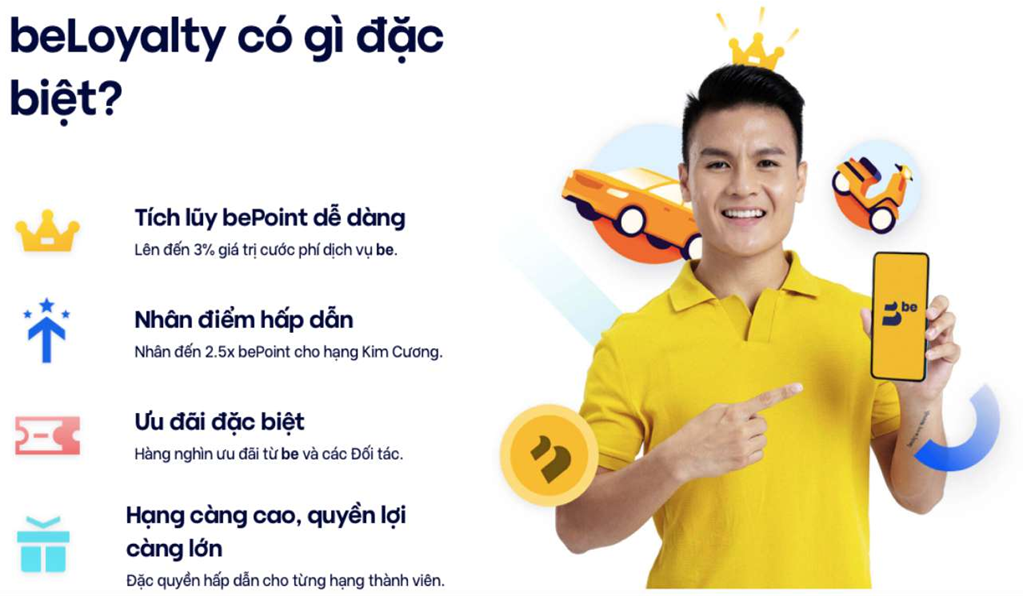 beLoyalty có gì đặc
biệt?
Tích lũy bePoint dễ dàng
Lên đến 3% giá trị cước phí dịch vụ be.
Nhân điểm hấp dẫn
Nhân đến 2.5x bePoint cho hạng Kim Cương.
Ưu đãi đặc biệt
Hàng nghìn ưu đãi từ be và các Đối tác.
Hạng càng cao, quyền lợi
càng lớn
Đặc quyền hấp dẫn cho từng hạng thành viên.
be